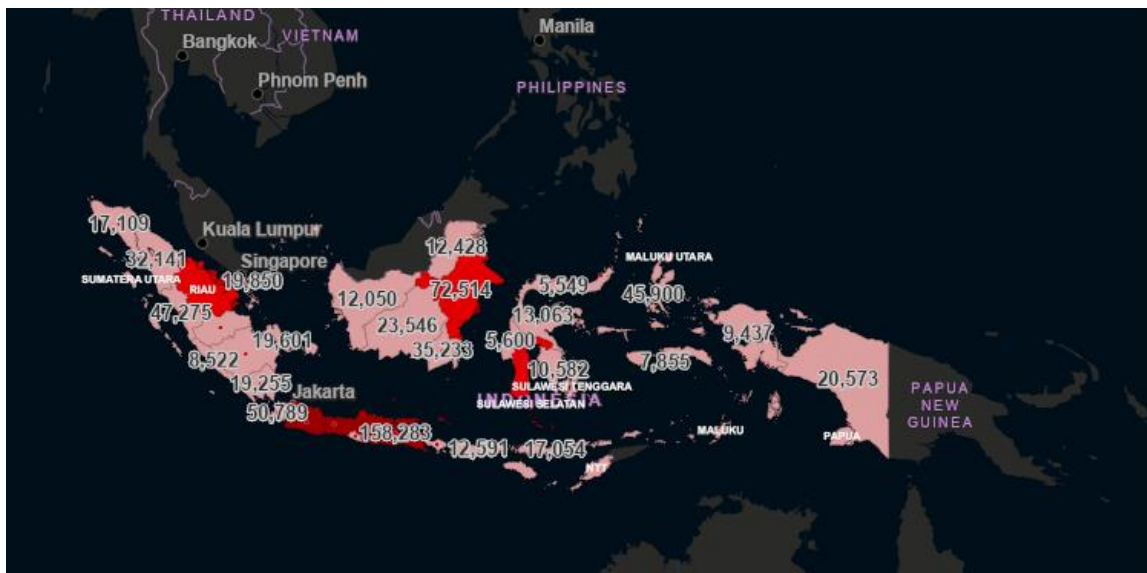 THAILAND
Bangkok
VIETNAM
Manila
Phnom Penh
PHILIPPINES
17,109
Kuala Lumpur
12,428
32,141
Singapore
MALUKU UTARA
SUMATERA UTARA
19,850
RIAU
72,514
5,549
45,900
12,050
47,275
13,063
23,546
9,437
19,601
5,600
35,233
8,522
7,855
10,582
20,573
19,255
SULAWESI TENGGARA
PAPUA
NEW
GUINEA
Jakarta
INDONESIA
SULAWESI SELATAN
50,789
158,283
MALUKU
PAPUA
12,591
17,054
NTT